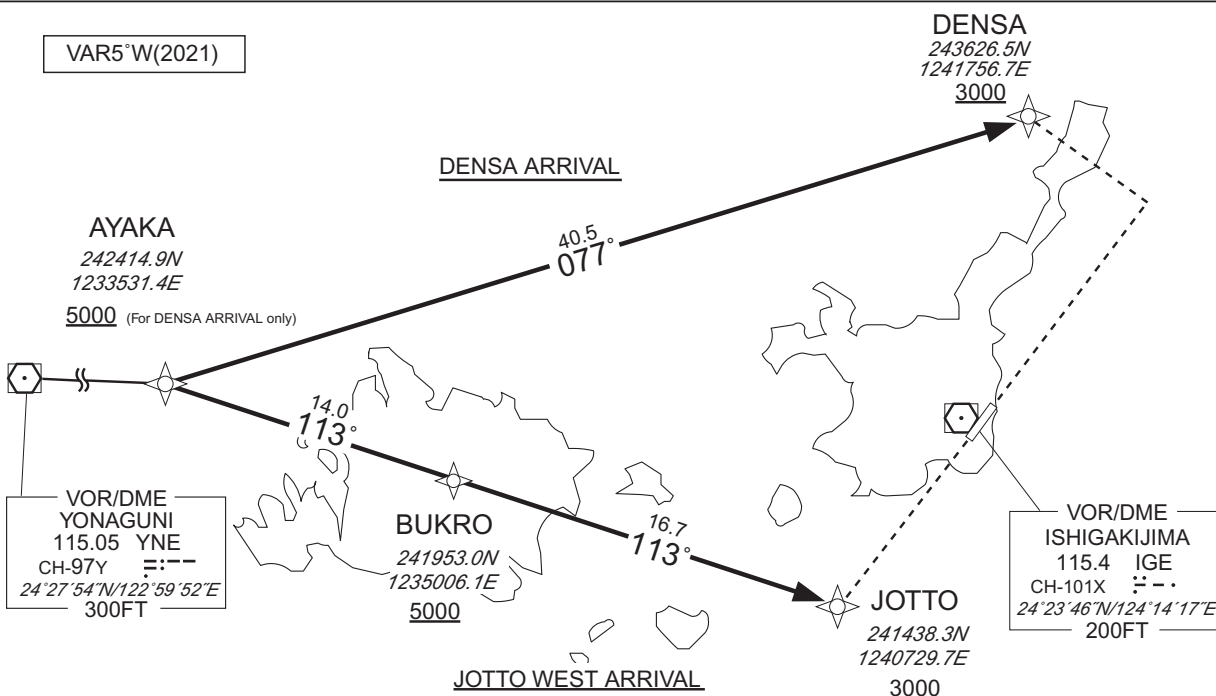 VAR5°W(2021)
DENSA
243626.5N
1241756.7E
3000
DENSA ARRIVAL
AYAKA
242414.9N
1233531.4E
5000 (For DENSA ARRIVAL only)
40.5
077°
14.0
113°
BUKRO
241953.0N
1235006.1E
5000
16.7
113°
JOTTO
241438.3N
1240729.7E
3000
JOTTO WEST ARRIVAL
VOR/DME
YONAGUNI
115.05 YNE
CH-97Y
24°27´54˝N/122°59´52˝E
300FT
VOR/DME
ISHIGAKIJIMA
115.4 IGE
CH-101X
24°23´46˝N/124°14´17˝E
200FT